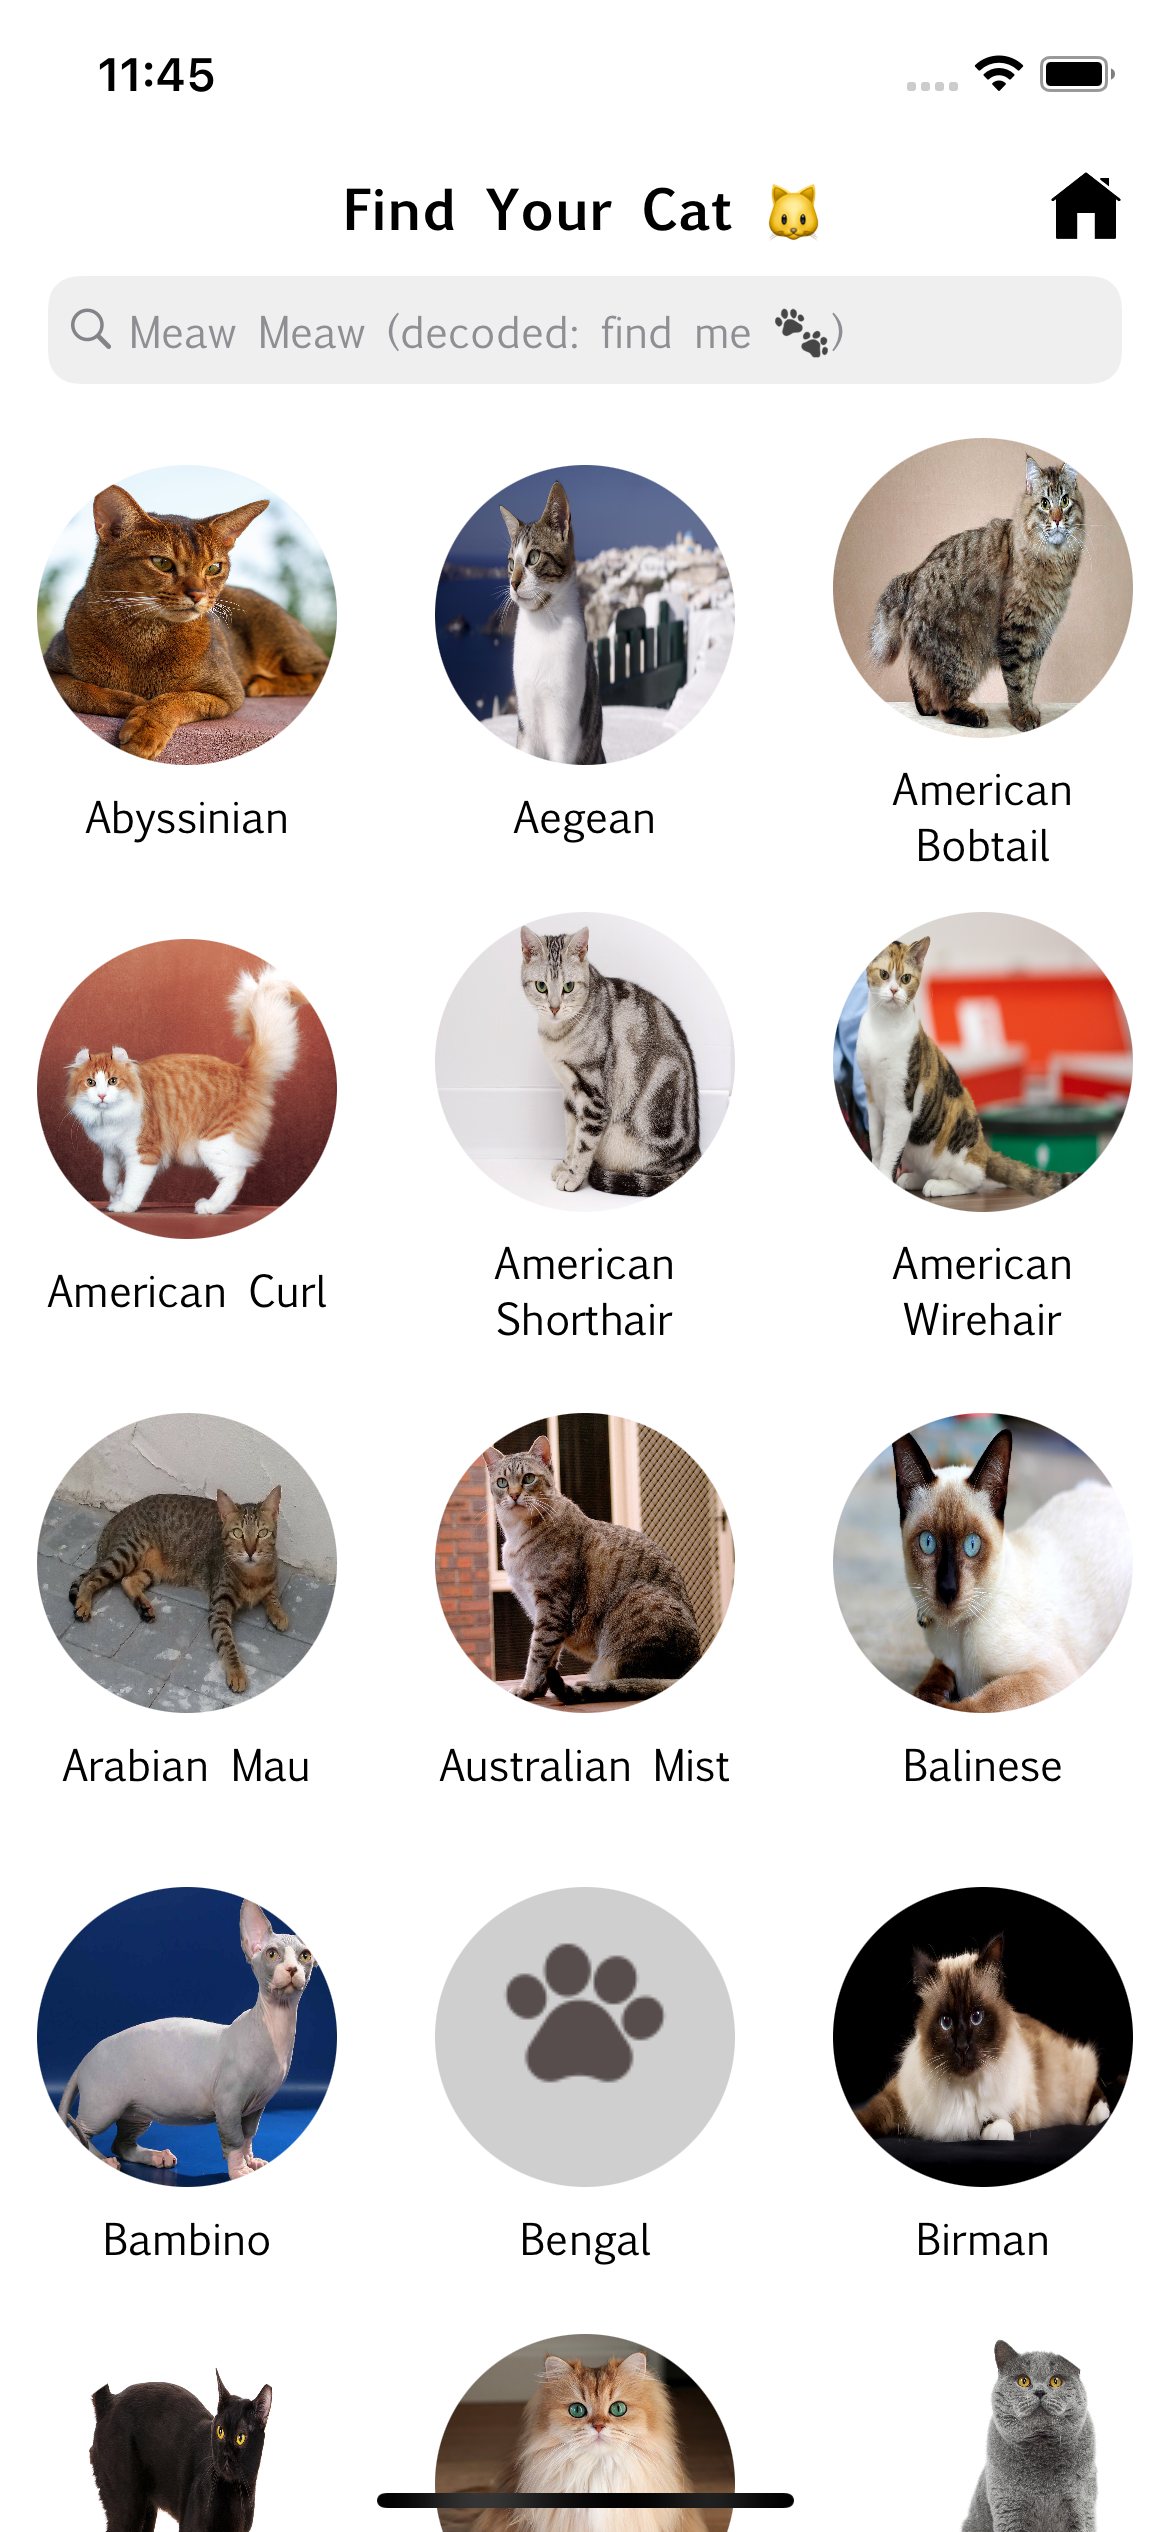 11:45
Find Your Cat 🐱
Meaw Meaw (decoded: find me 🐾)
Abyssinian
Aegean
American
Bobtail
American Curl
American
Shorthair
American
Wirehair
Arabian Mau
Australian Mist
Balinese
Bambino
Bengal
Birman